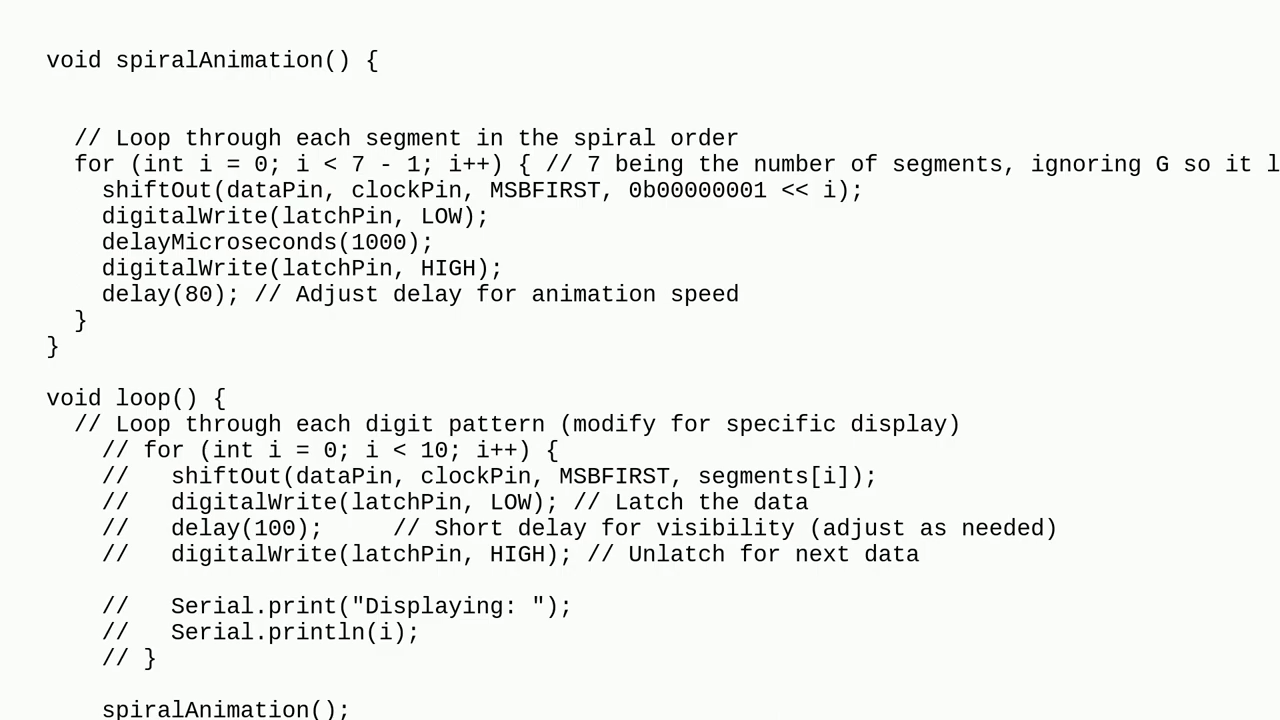 void spiralAnimation() {
  // Loop through each segment in the spiral order
  for (int i = 0; i < 7 - 1; i++) { // 7 being the number of segments, ignoring G so it
    shiftOut(dataPin, clockPin, MSBFIRST, 0b00000001 << i);
    digitalWrite(latchPin, LOW);
    delayMicroseconds(1000);
    digitalWrite(latchPin, HIGH);
    delay(80); // Adjust delay for animation speed
  }
}
void loop() {
  // Loop through each digit pattern (modify for specific display)
    // for (int i = 0; i < 10; i++) {
    //   shiftOut(dataPin, clockPin, MSBFIRST, segments[i]);
    //   digitalWrite(latchPin, LOW); // Latch the data
    //   delay(100);     // Short delay for visibility (adjust as needed)
    //   digitalWrite(latchPin, HIGH); // Unlatch for next data
    //   Serial.print("Displaying: ");
    //   Serial.println(i);
    // }
    spiralAnimation();